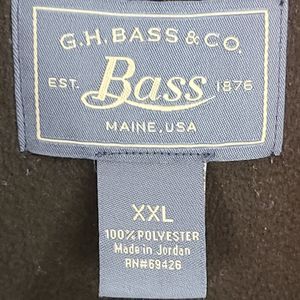 G.H. BASS & CO.
EST. Bass 1876
MAINE, USA
XXL
100% POLYESTER
Made in Jordan
RN#69426